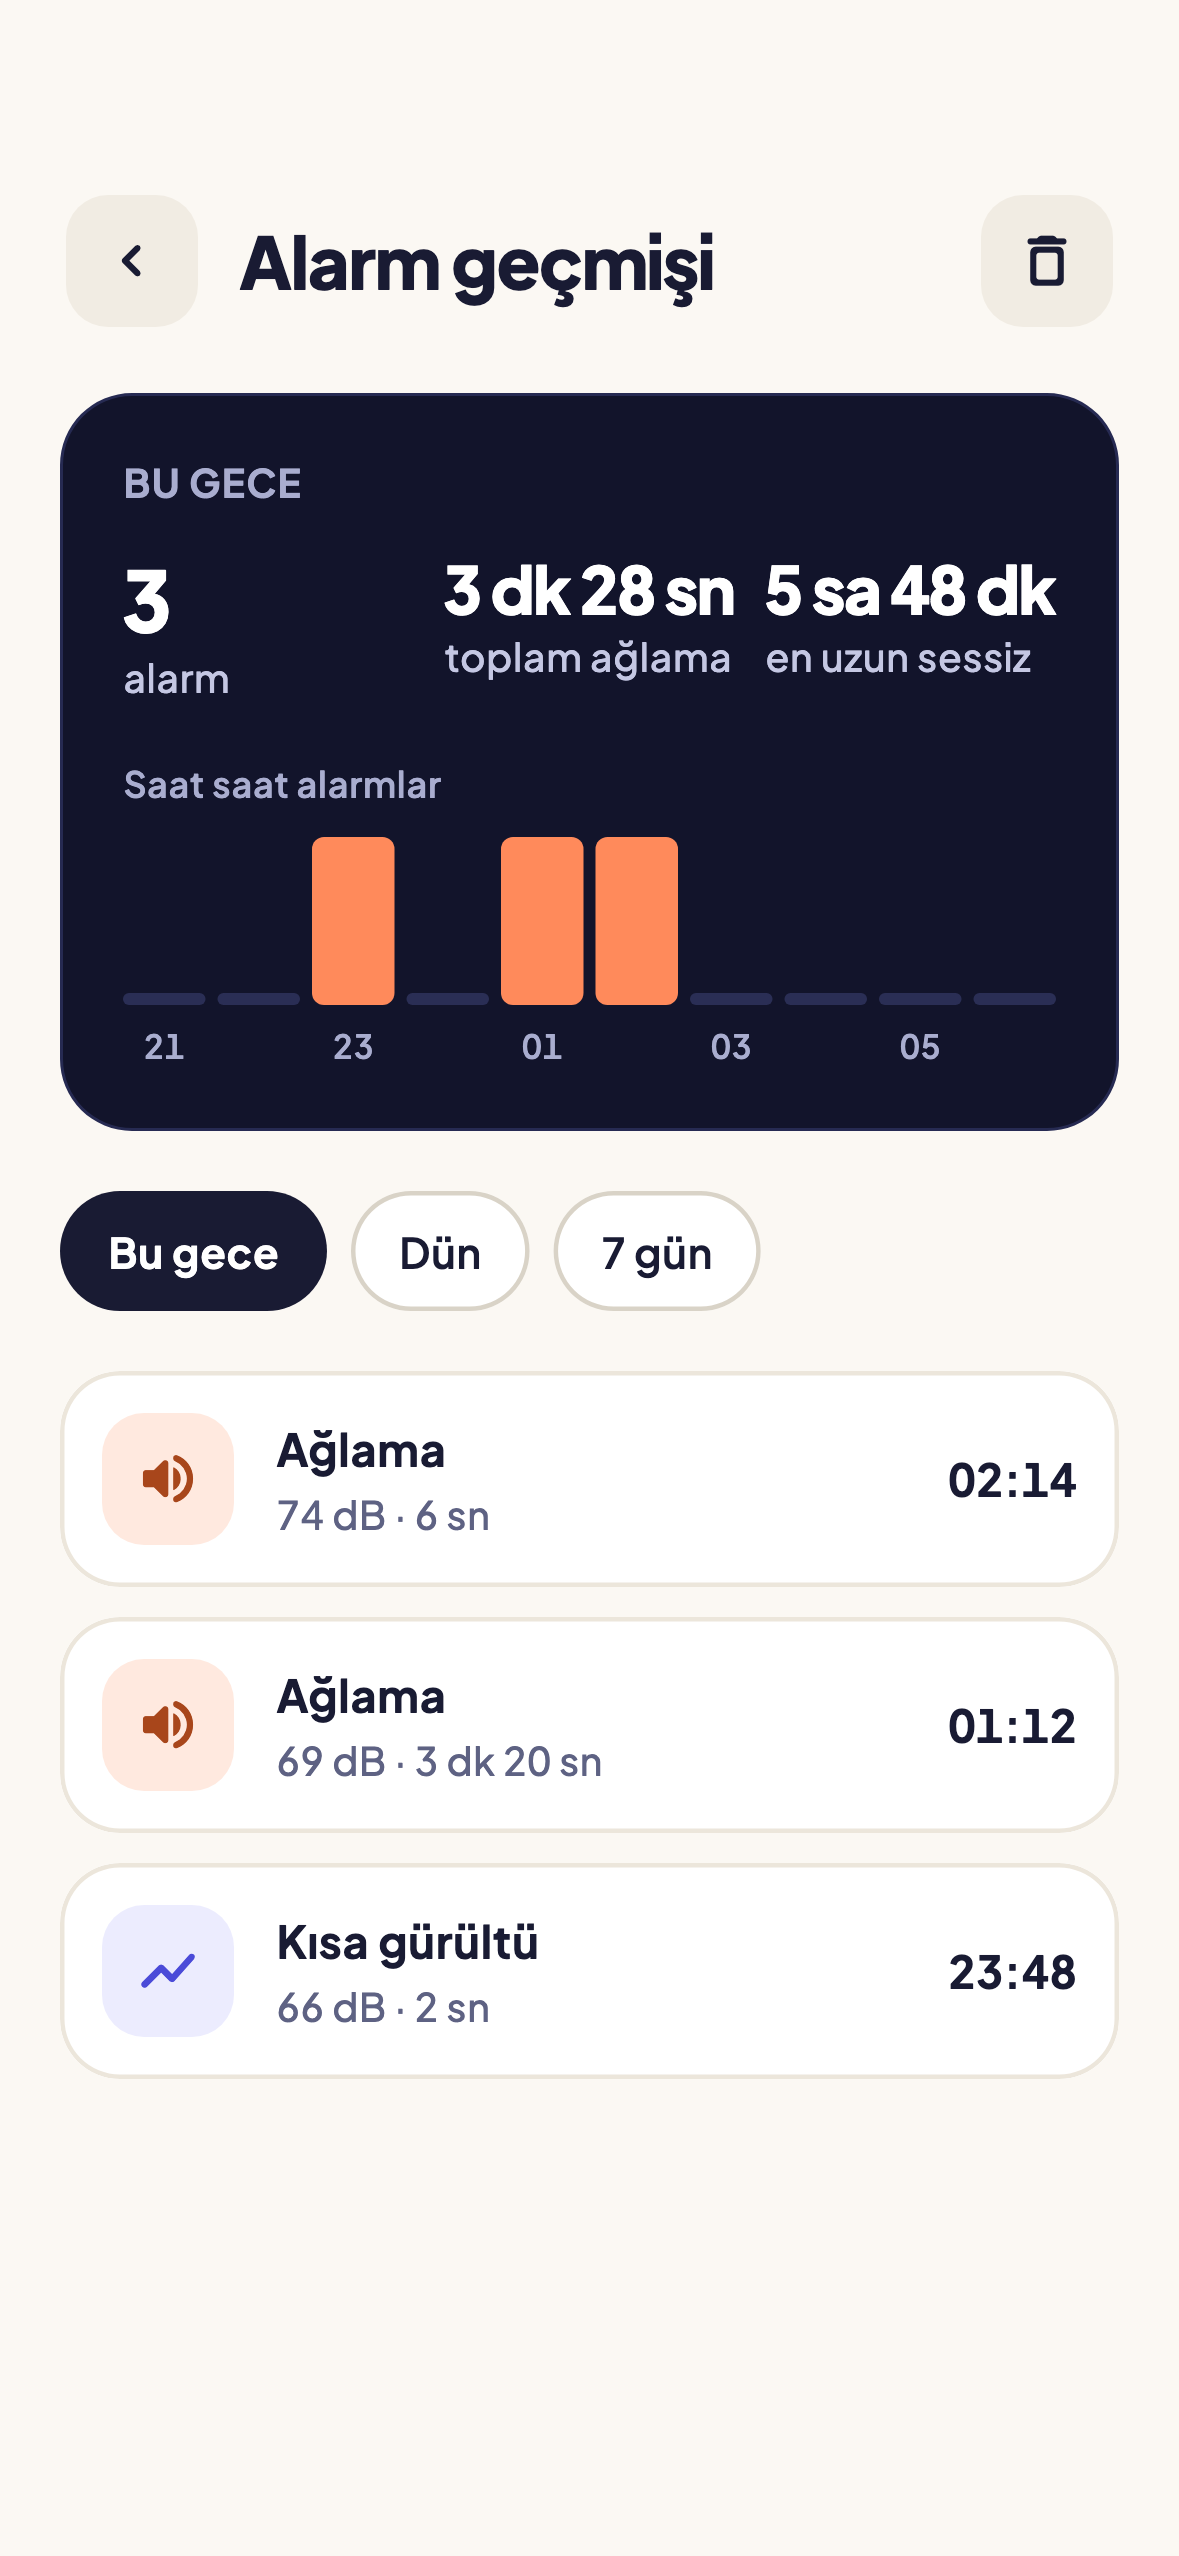 Alarm geçmişi
BU GECE
3
alarm
3 dk 28 sn
toplam ağlama
5 sa 48 dk
en uzun sessiz
Saat saat alarmlar
21 23 01 03 05
Bu gece Dün 7 gün
Ağlama
74 dB · 6 sn
02:14
Ağlama
69 dB · 3 dk 20 sn
01:12
Kısa gürültü
66 dB · 2 sn
23:48